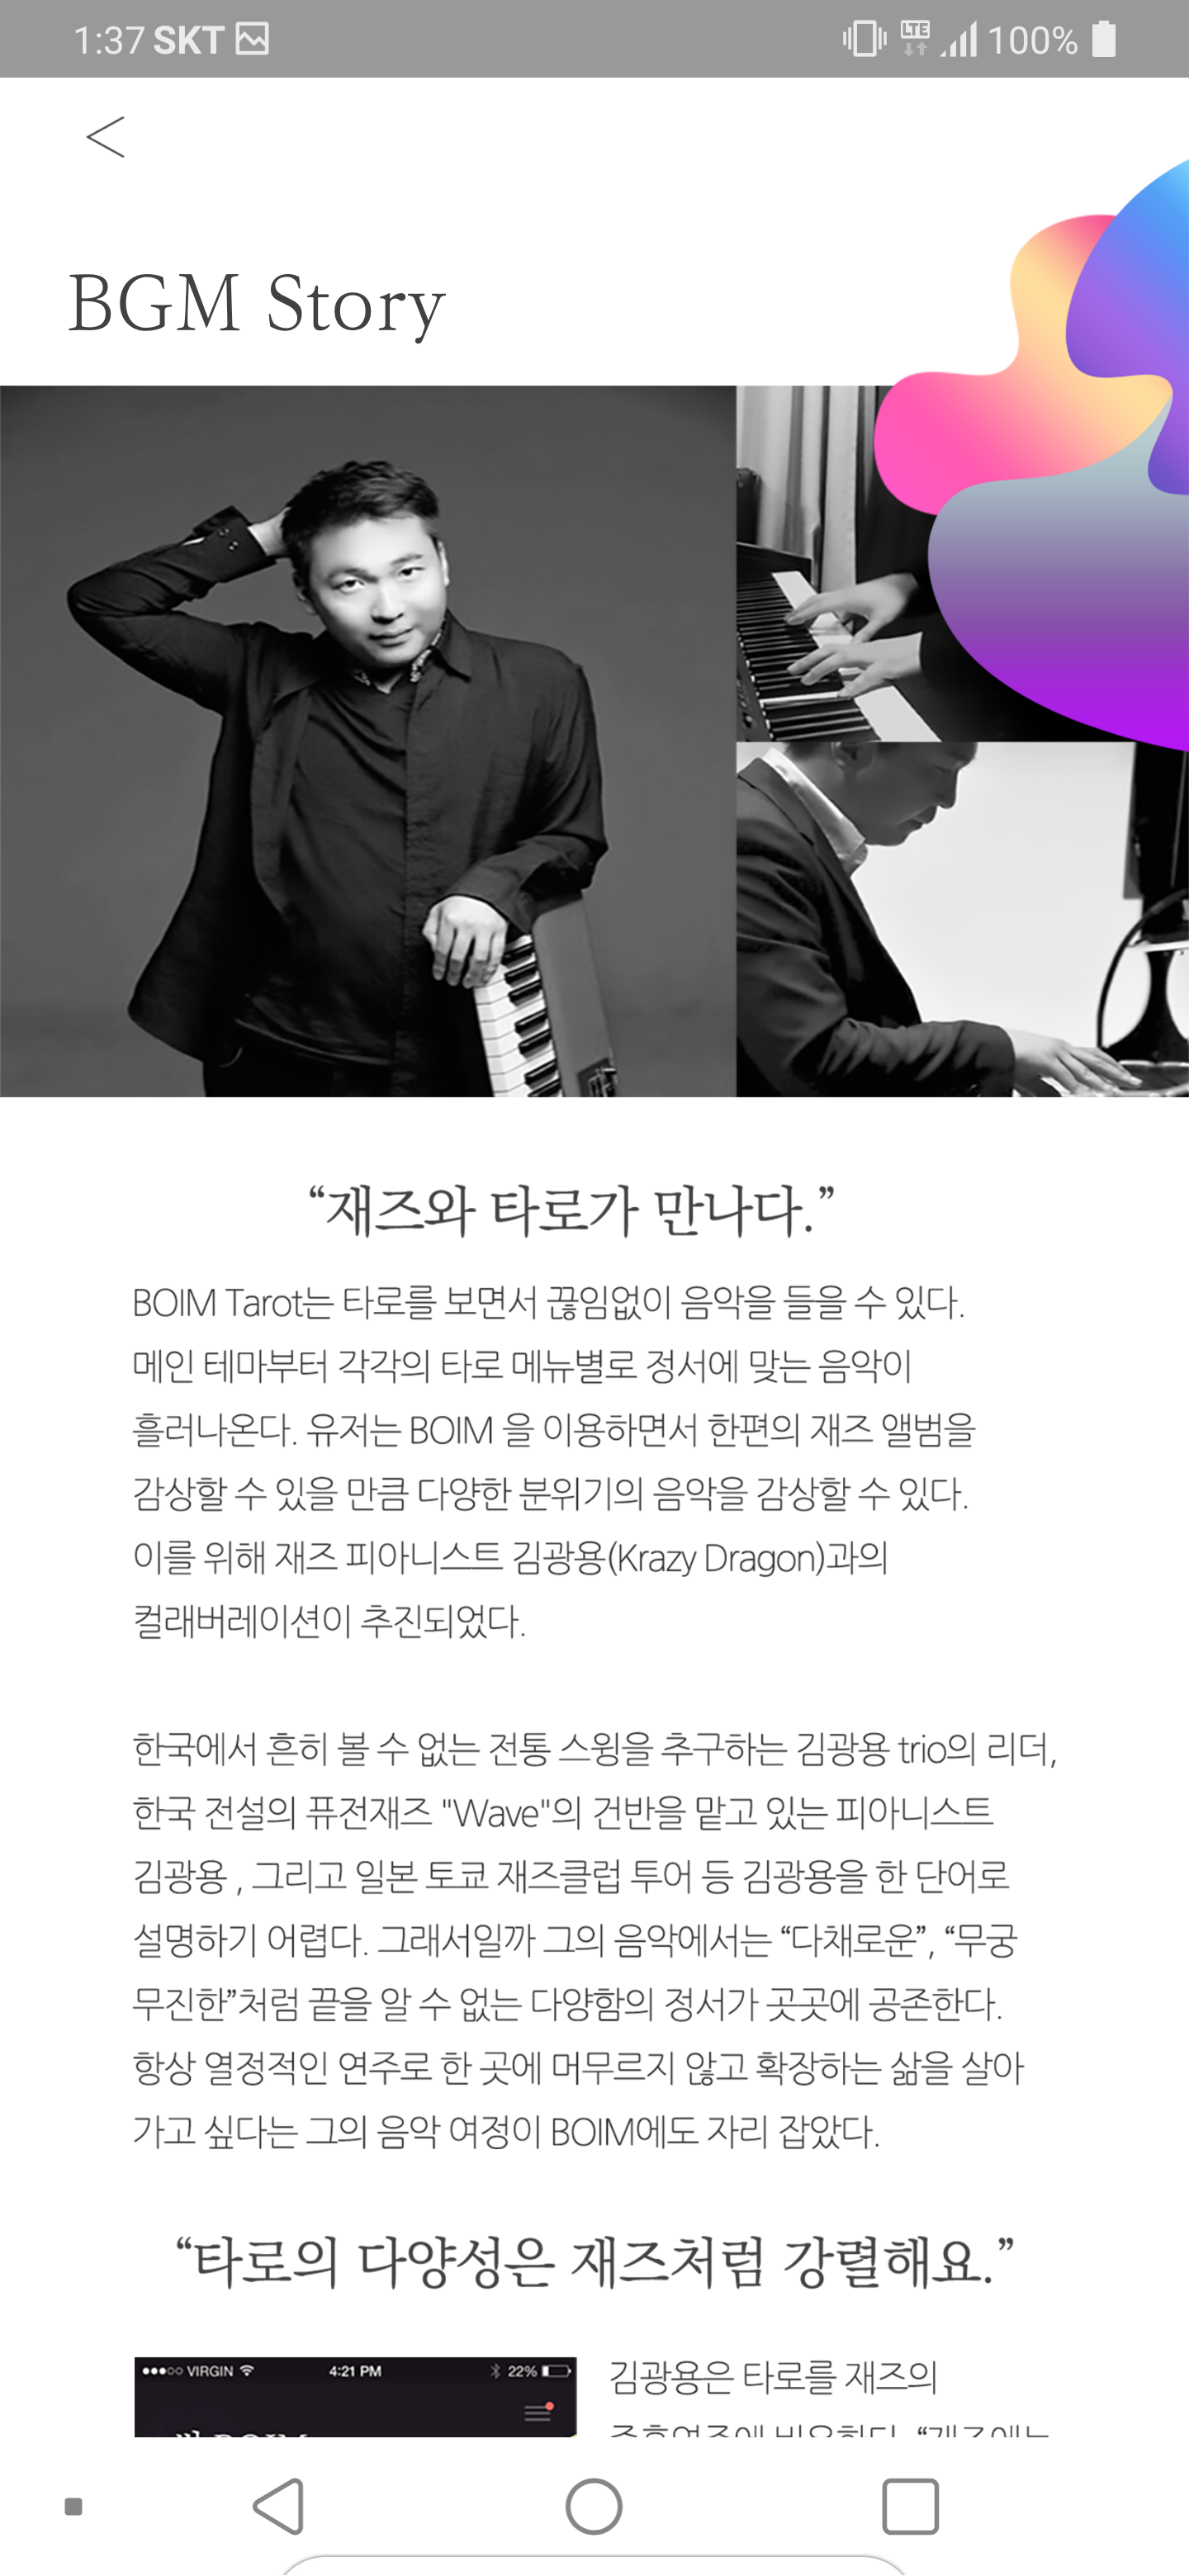 1:37 SKT
LTE
100%
BGM Story
“재즈와 타로가 만나다.”
BOIM Tarot는 타로를 보면서 끊임없이 음악을 들을 수 있다.
메인 테마부터 각각의 타로 메뉴별로 정서에 맞는 음악이
흘러나온다. 유저는 BOIM 을 이용하면서 한편의 재즈 앨범을
감상할 수 있을 만큼 다양한 분위기의 음악을 감상할 수 있다.
이를 위해 재즈 피아니스트 김광용(Krazy Dragon)과의
컬래버레이션이 추진되었다.
한국에서 흔히 볼 수 없는 전통 스윙을 추구하는 김광용 trio의 리더,
한국 전설의 퓨전재즈 "Wave"의 건반을 맡고 있는 피아니스트
김광용 , 그리고 일본 토쿄 재즈클럽 투어 등 김광용을 한 단어로
설명하기 어렵다. 그래서일까 그의 음악에서는 “다채로운”, “무궁
무진한”처럼 끝을 알 수 없는 다양함의 정서가 곳곳에 공존한다.
항상 열정적인 연주로 한 곳에 머무르지 않고 확장하는 삶을 살아
가고 싶다는 그의 음악 여정이 BOIM에도 자리 잡았다.
“타로의 다양성은 재즈처럼 강렬해요.”
VIRGIN 4:21 PM 22%
김광용은 타로를 재즈의